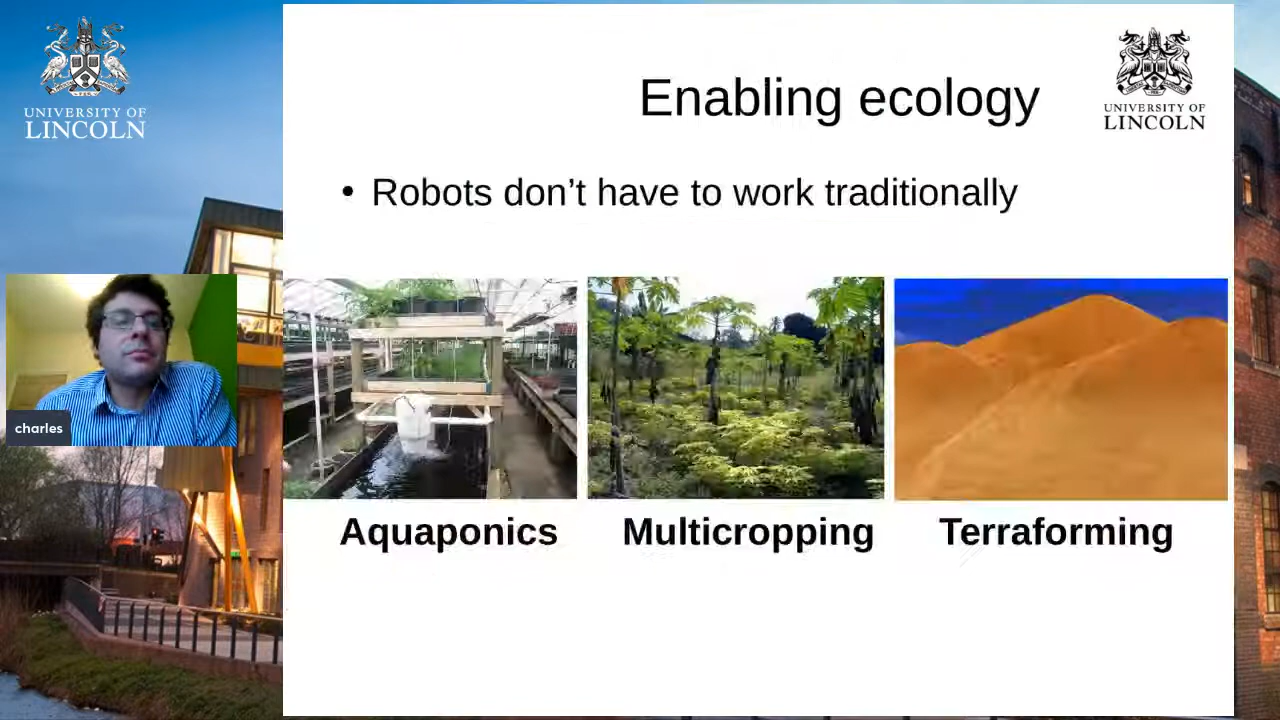 UNIVERSITY OF
LINCOLN
Enabling ecology
UNIVERSITY OF
LINCOLN
• Robots don’t have to work traditionally
charles
Aquaponics
Multicropping
Terraforming